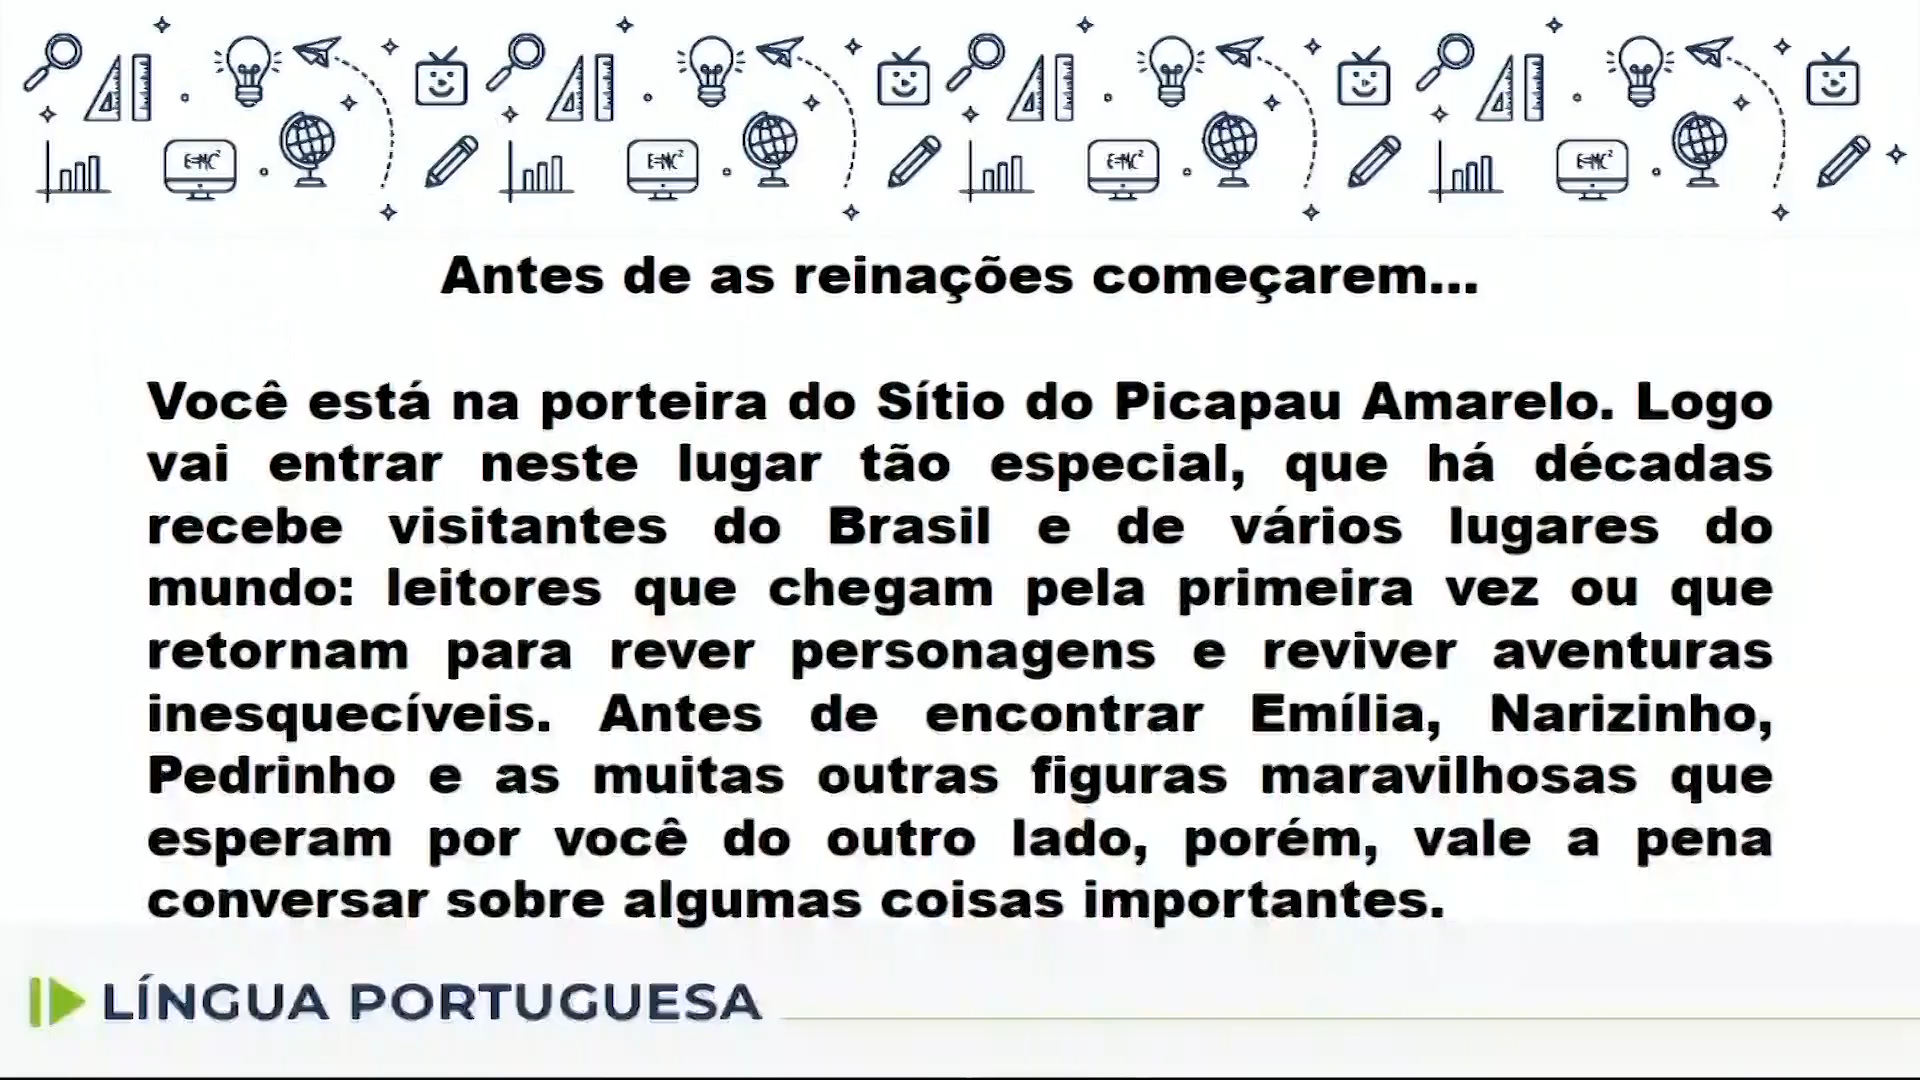 E=MC² E=MC² E=MC² E=MC²
Antes de as reinações começarem...
Você está na porteira do Sítio do Picapau Amarelo. Logo
vai entrar neste lugar tão especial, que há décadas
recebe visitantes do Brasil e de vários lugares do
mundo: leitores que chegam pela primeira vez ou que
retornam para rever personagens e reviver aventuras
inesquecíveis. Antes de encontrar Emília, Narizinho,
Pedrinho e as muitas outras figuras maravilhosas que
esperam por você do outro lado, porém, vale a pena
conversar sobre algumas coisas importantes.
LÍNGUA PORTUGUESA